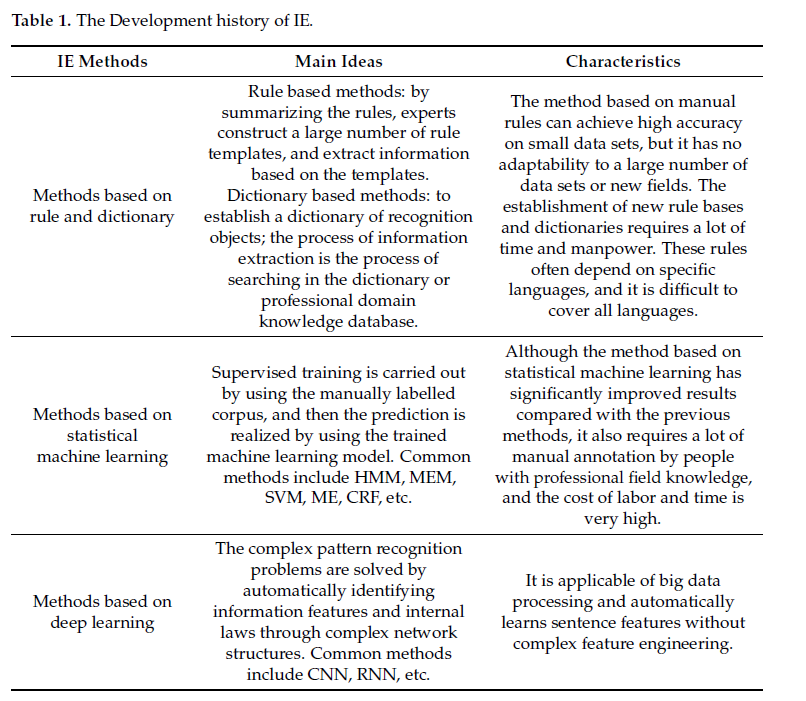 Table 1. The Development history of IE.
IE Methods
Main Ideas
Characteristics
Methods based on
rule and dictionary
Rule based methods: by
summarizing the rules, experts
construct a large number of rule
templates, and extract information
based on the templates.
Dictionary based methods: to
establish a dictionary of recognition
objects; the process of information
extraction is the process of
searching in the dictionary or
professional domain
knowledge database.
The method based on manual
rules can achieve high accuracy
on small data sets, but it has no
adaptability to a large number of
data sets or new fields. The
establishment of new rule bases
and dictionaries requires a lot of
time and manpower. These rules
often depend on specific
languages, and it is difficult to
cover all languages.
Methods based on
statistical
machine learning
Supervised training is carried out
by using the manually labelled
corpus, and then the prediction is
realized by using the trained
machine learning model. Common
methods include HMM, MEM,
SVM, ME, CRF, etc.
Although the method based on
statistical machine learning has
significantly improved results
compared with the previous
methods, it also requires a lot of
manual annotation by people
with professional field knowledge,
and the cost of labor and time is
very high.
Methods based on
deep learning
The complex pattern recognition
problems are solved by
automatically identifying
information features and internal
laws through complex network
structures. Common methods
include CNN, RNN, etc.
It is applicable of big data
processing and automatically
learns sentence features without
complex feature engineering.